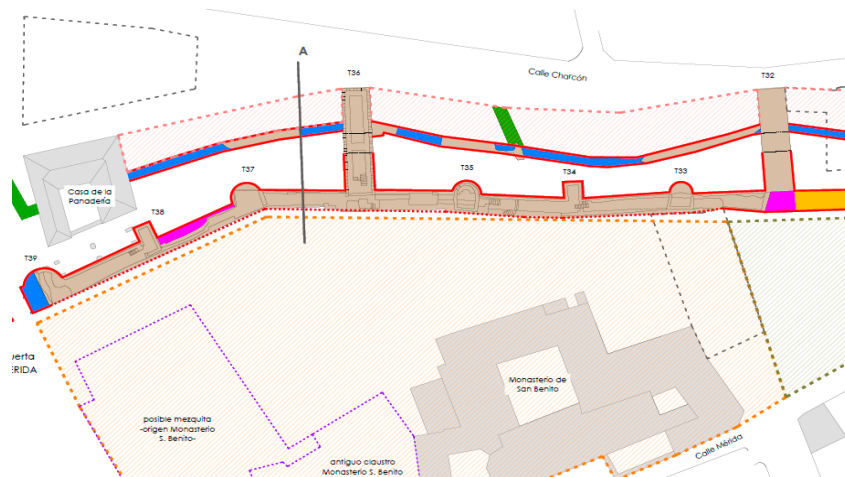 A
T36
Calle Charcón
T32
Casa de la
Panadería
T37
T35
T34
T33
T38
T39
uerta
ERIDA
posible mezquita
-origen Monasterio
S. Benito-
Monasterio de
San Benito
antiguo claustro
Monasterio S. Benito
Calle Mérida